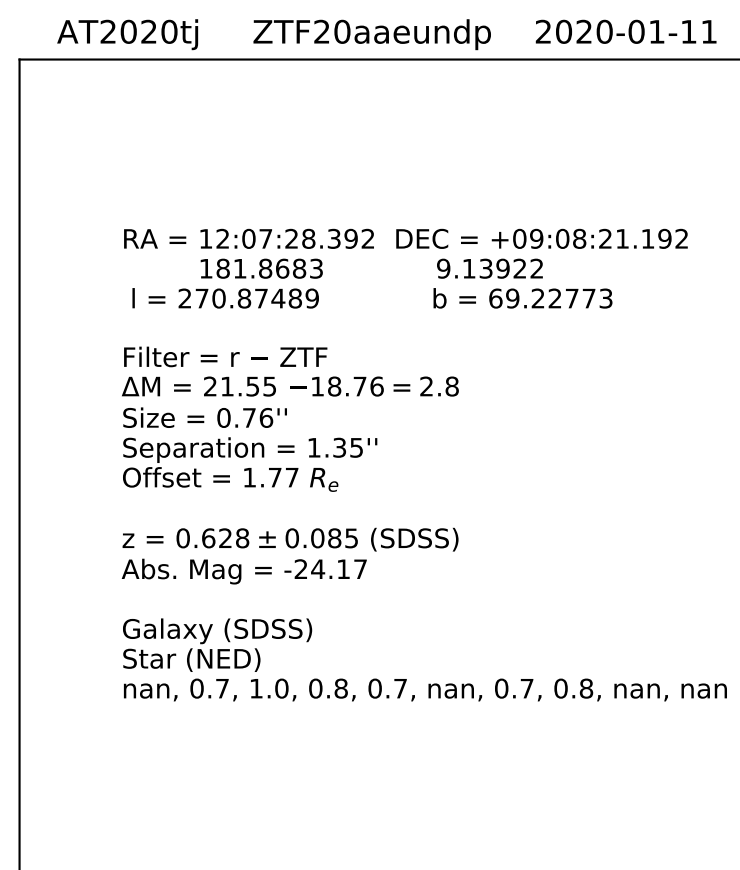 AT2020tj ZTF20aaeundp 2020-01-11
RA = 12:07:28.392 DEC = +09:08:21.192
181.8683 9.13922
l = 270.87489 b = 69.22773
Filter = r − ZTF
ΔM = 21.55 −18.76 = 2.8
Size = 0.76''
Separation = 1.35''
Offset = 1.77 Rₑ
z = 0.628 ± 0.085 (SDSS)
Abs. Mag = -24.17
Galaxy (SDSS)
Star (NED)
nan, 0.7, 1.0, 0.8, 0.7, nan, 0.7, 0.8, nan, nan